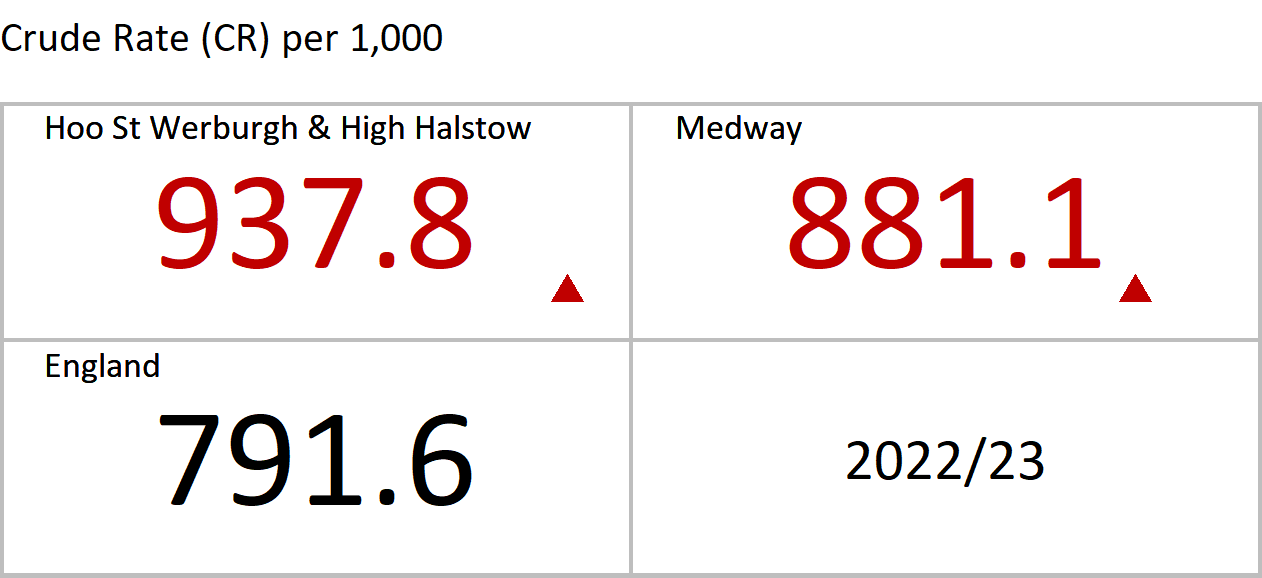 Crude Rate (CR) per 1,000
Hoo St Werburgh & High Halstow
937.8
Medway
881.1
England
791.6
2022/23